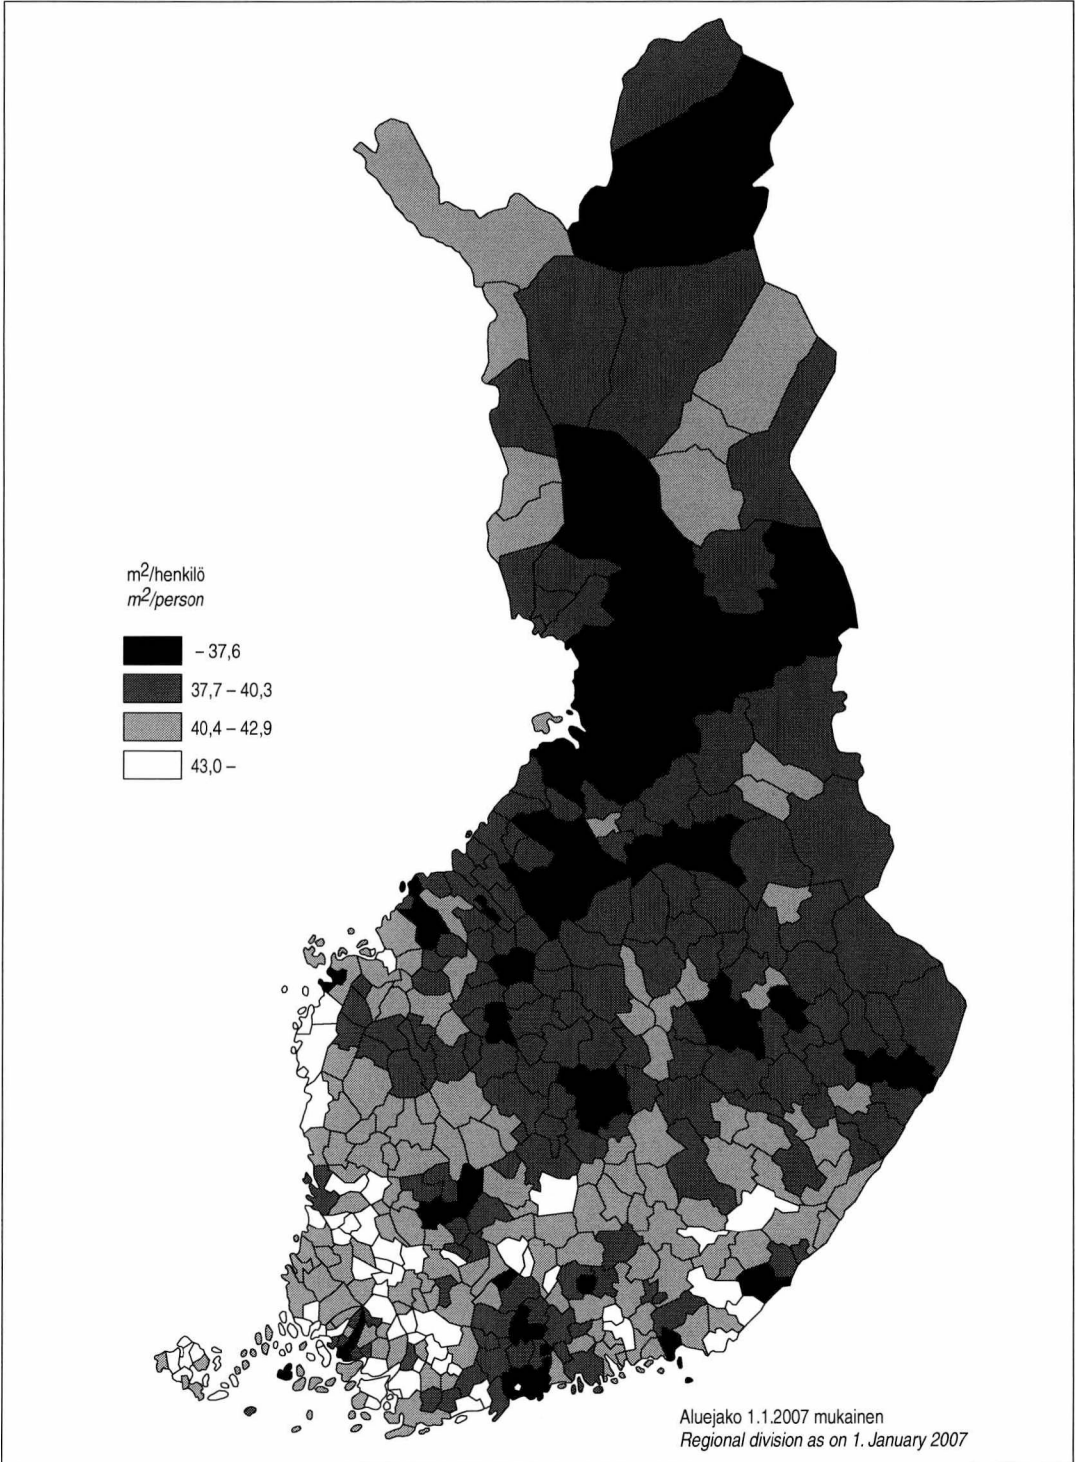 m²/henkilö
m²/person
– 37,6
37,7 – 40,3
40,4 – 42,9
43,0 –
Aluejako 1.1.2007 mukainen
Regional division as on 1. January 2007